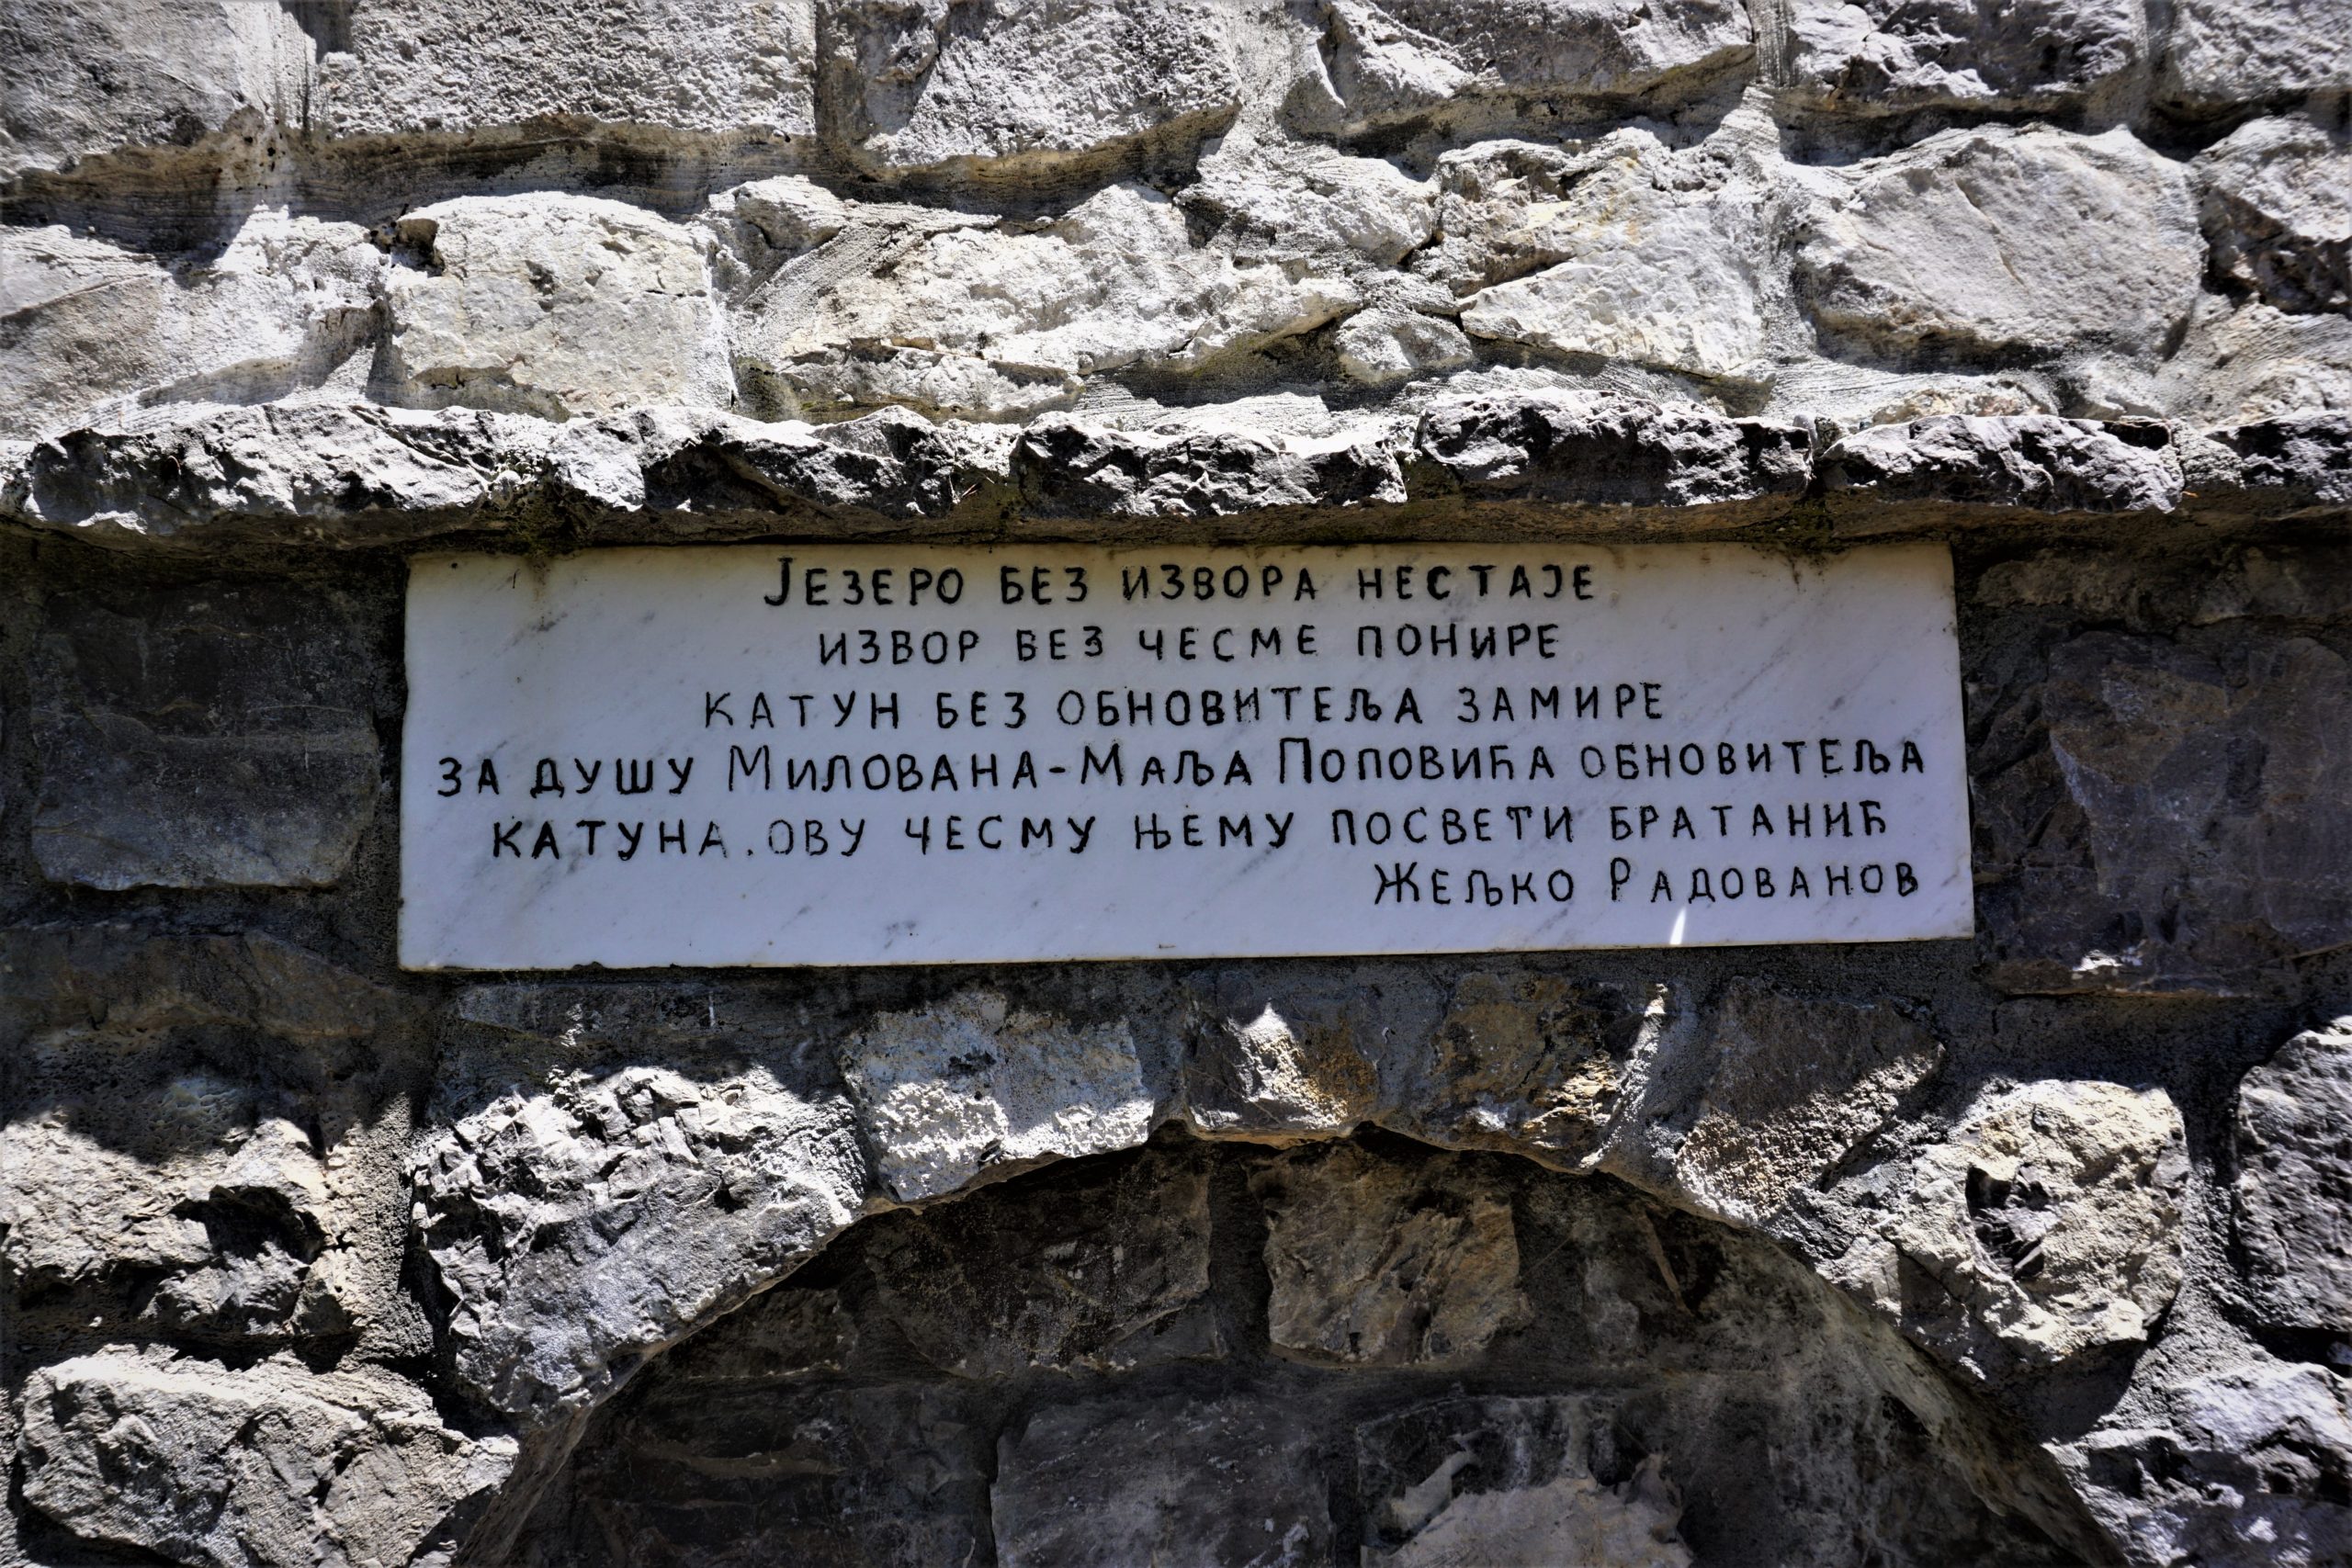 ЈЕЗЕРО БЕЗ ИЗВОРА НЕСТАЈЕ
ИЗВОР БЕЗ ЧЕСМЕ ПОНИРЕ
КАТУН БЕЗ ОБНОВИТЕЉА ЗАМИРЕ
ЗА ДУШУ МИЛОВАНА-МАЉА ПОПОВИЋА ОБНОВИТЕЉА
КАТУНА. ОВУ ЧЕСМУ ЊЕМУ ПОСВЕТИ БРАТАНИЋ
ЖЕЉКО РАДОВАНОВ